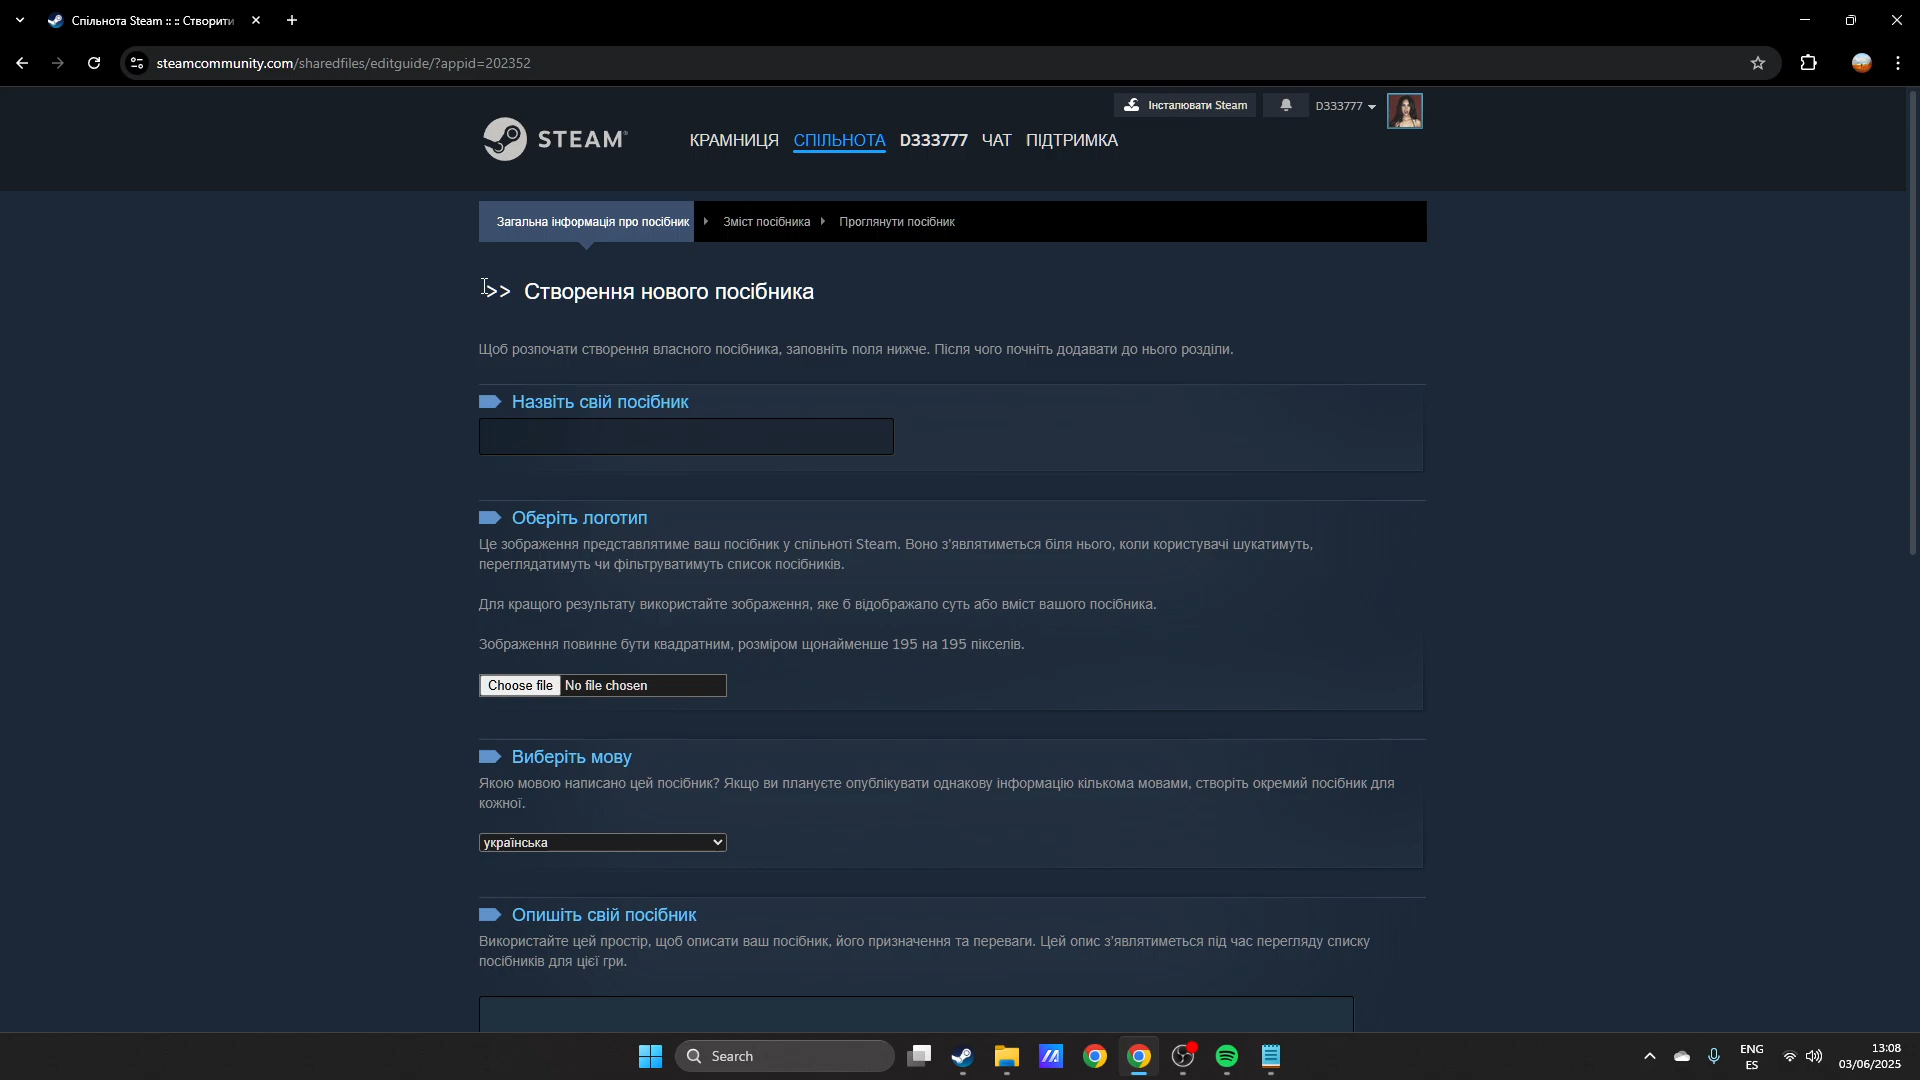 Спільнота Steam :: :: Створити
steamcommunity.com/sharedfiles/editguide/?appid=202352
Інсталювати Steam
D333777
STEAM
КРАМНИЦЯ СПІЛЬНОТА D333777 ЧАТ ПІДТРИМКА
Загальна інформація про посібник Зміст посібника Проглянути посібник
>> Створення нового посібника
Щоб розпочати створення власного посібника, заповніть поля нижче. Після чого почніть додавати до нього розділи.
Назвіть свій посібник
Оберіть логотип
Це зображення представлятиме ваш посібник у спільноті Steam. Воно з'являтиметься біля нього, коли користувачі шукатимуть,
переглядатимуть чи фільтруватимуть список посібників.
Для кращого результату використайте зображення, яке б відображало суть або вміст вашого посібника.
Зображення повинне бути квадратним, розміром щонайменше 195 на 195 пікселів.
Choose file No file chosen
Виберіть мову
Якою мовою написано цей посібник? Якщо ви плануєте опублікувати однакову інформацію кількома мовами, створіть окремий посібник для
кожної.
українська
Опишіть свій посібник
Використайте цей простір, щоб описати ваш посібник, його призначення та переваги. Цей опис з'являтиметься під час перегляду списку
посібників для цієї гри.
Search
ENG
ES
13:08
03/06/2025